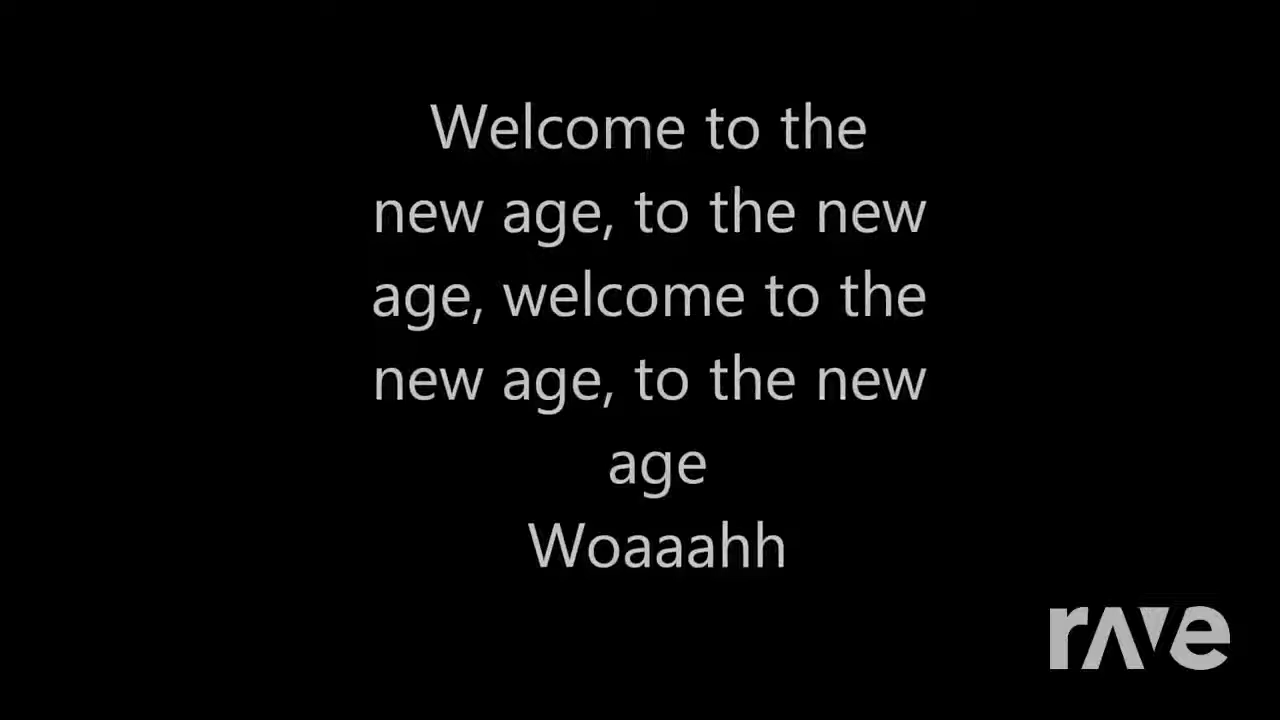 Welcome to the
new age, to the new
age, welcome to the
new age, to the new
age
Woaaahh
rave